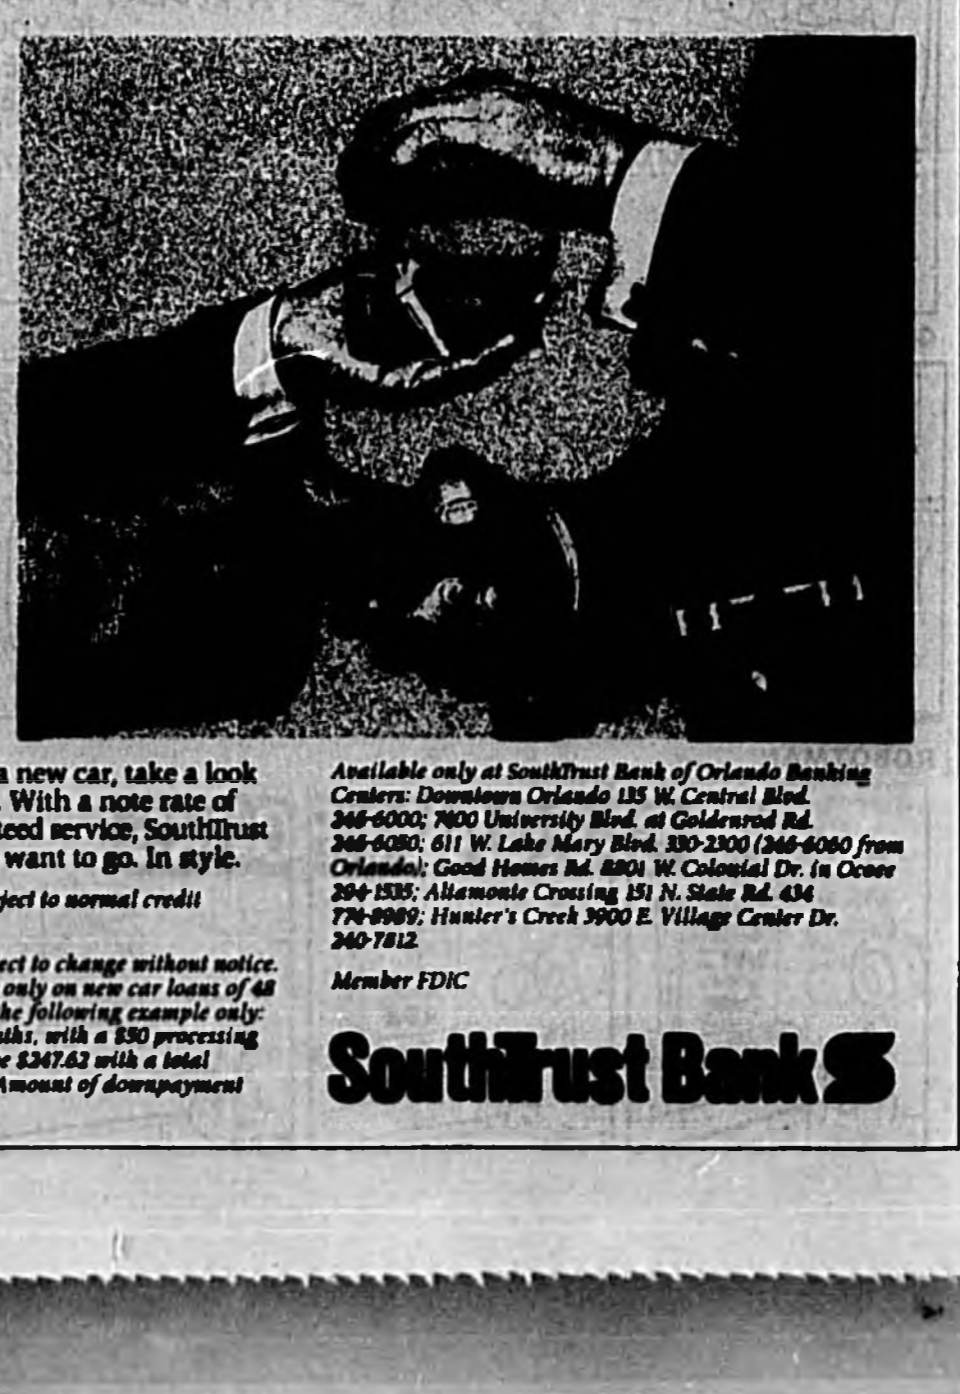 a new car, take a look
. With a note rate of
teed service, SouthTrust
want to go. In style.
ject to normal credit
ect to change without notice.
only on new car loans of 48
he following example only:
ths, with a $50 processing
e $247.62 with a total
Amount of downpayment
Available only at SouthTrust Bank of Orlando Banking
Centers: Downtown Orlando 135 W. Central Blvd.
246-6000; 7400 University Blvd. at Goldenrod Rd.
246-6050; 611 W. Lake Mary Blvd. 330-2300 (246-6060 from
Orlando); Good Homes Rd. 8801 W. Colonial Dr. in Ocoee
294-1535; Altamonte Crossing 151 N. State Rd. 434
774-8989; Hunter's Creek 3900 E. Village Center Dr.
240-7812
Member FDIC
SouthTrust Bank